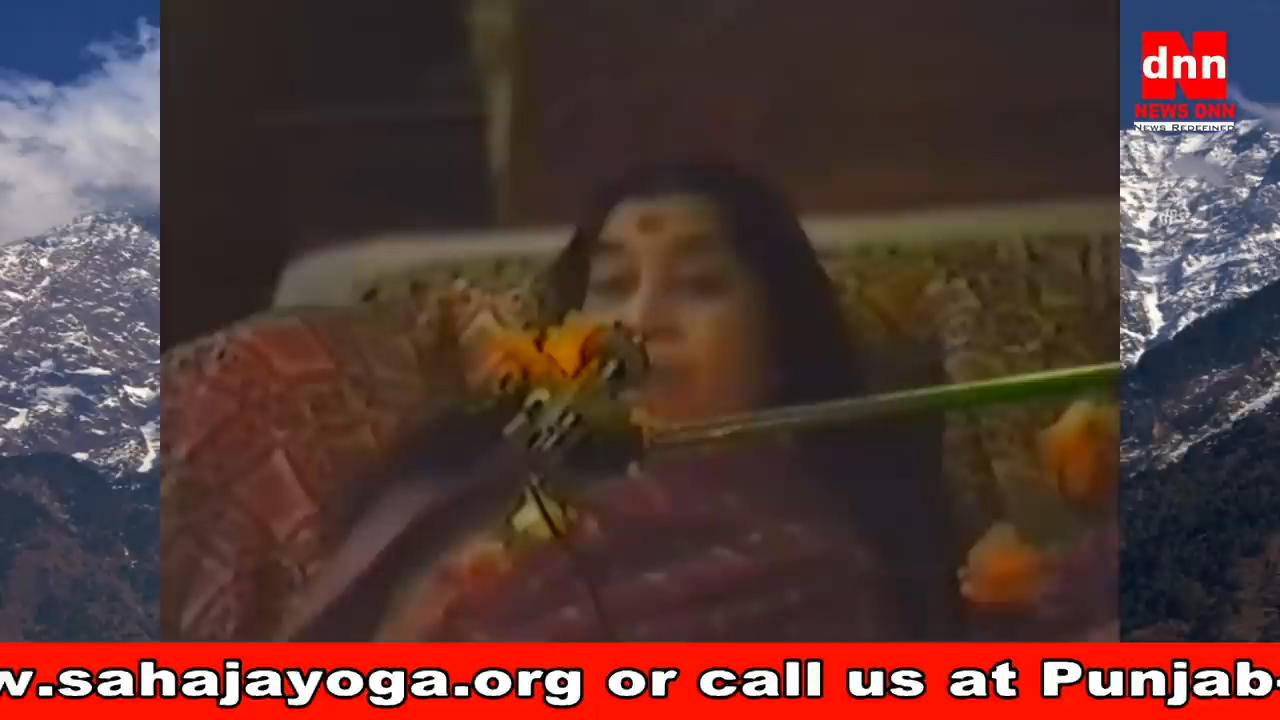 dnn
NEWS DNN
News Redefined
w.sahajayoga.org or call us at Punjab-